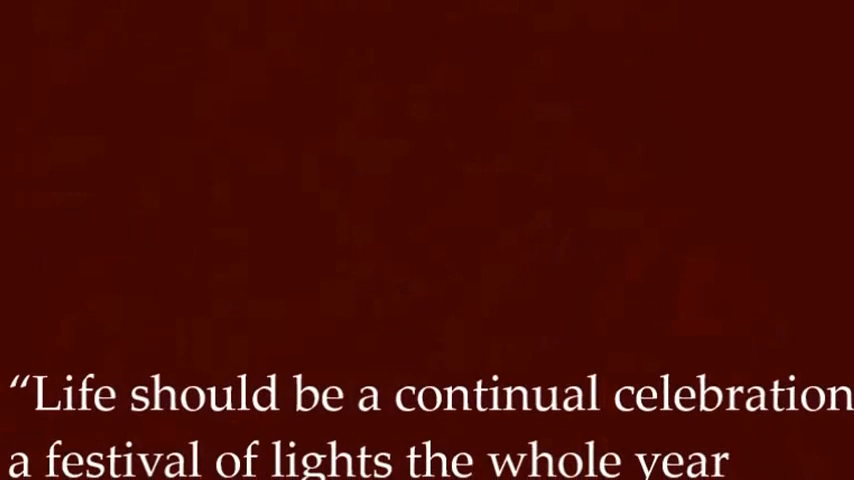 “Life should be a continual celebration
a festival of lights the whole year